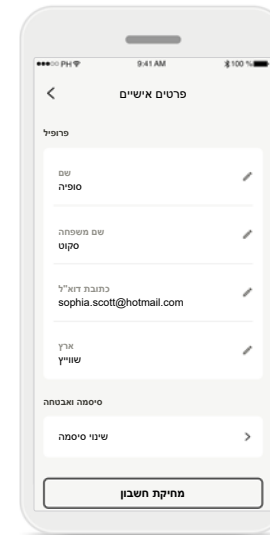 PH 9:41 AM 100 %
פרטים אישיים
פרופיל
שם
סופיה
שם משפחה
סקוט
כתובת דוא"ל
sophia.scott@hotmail.com
ארץ
שווייץ
סיסמה ואבטחה
שינוי סיסמה
מחיקת חשבון